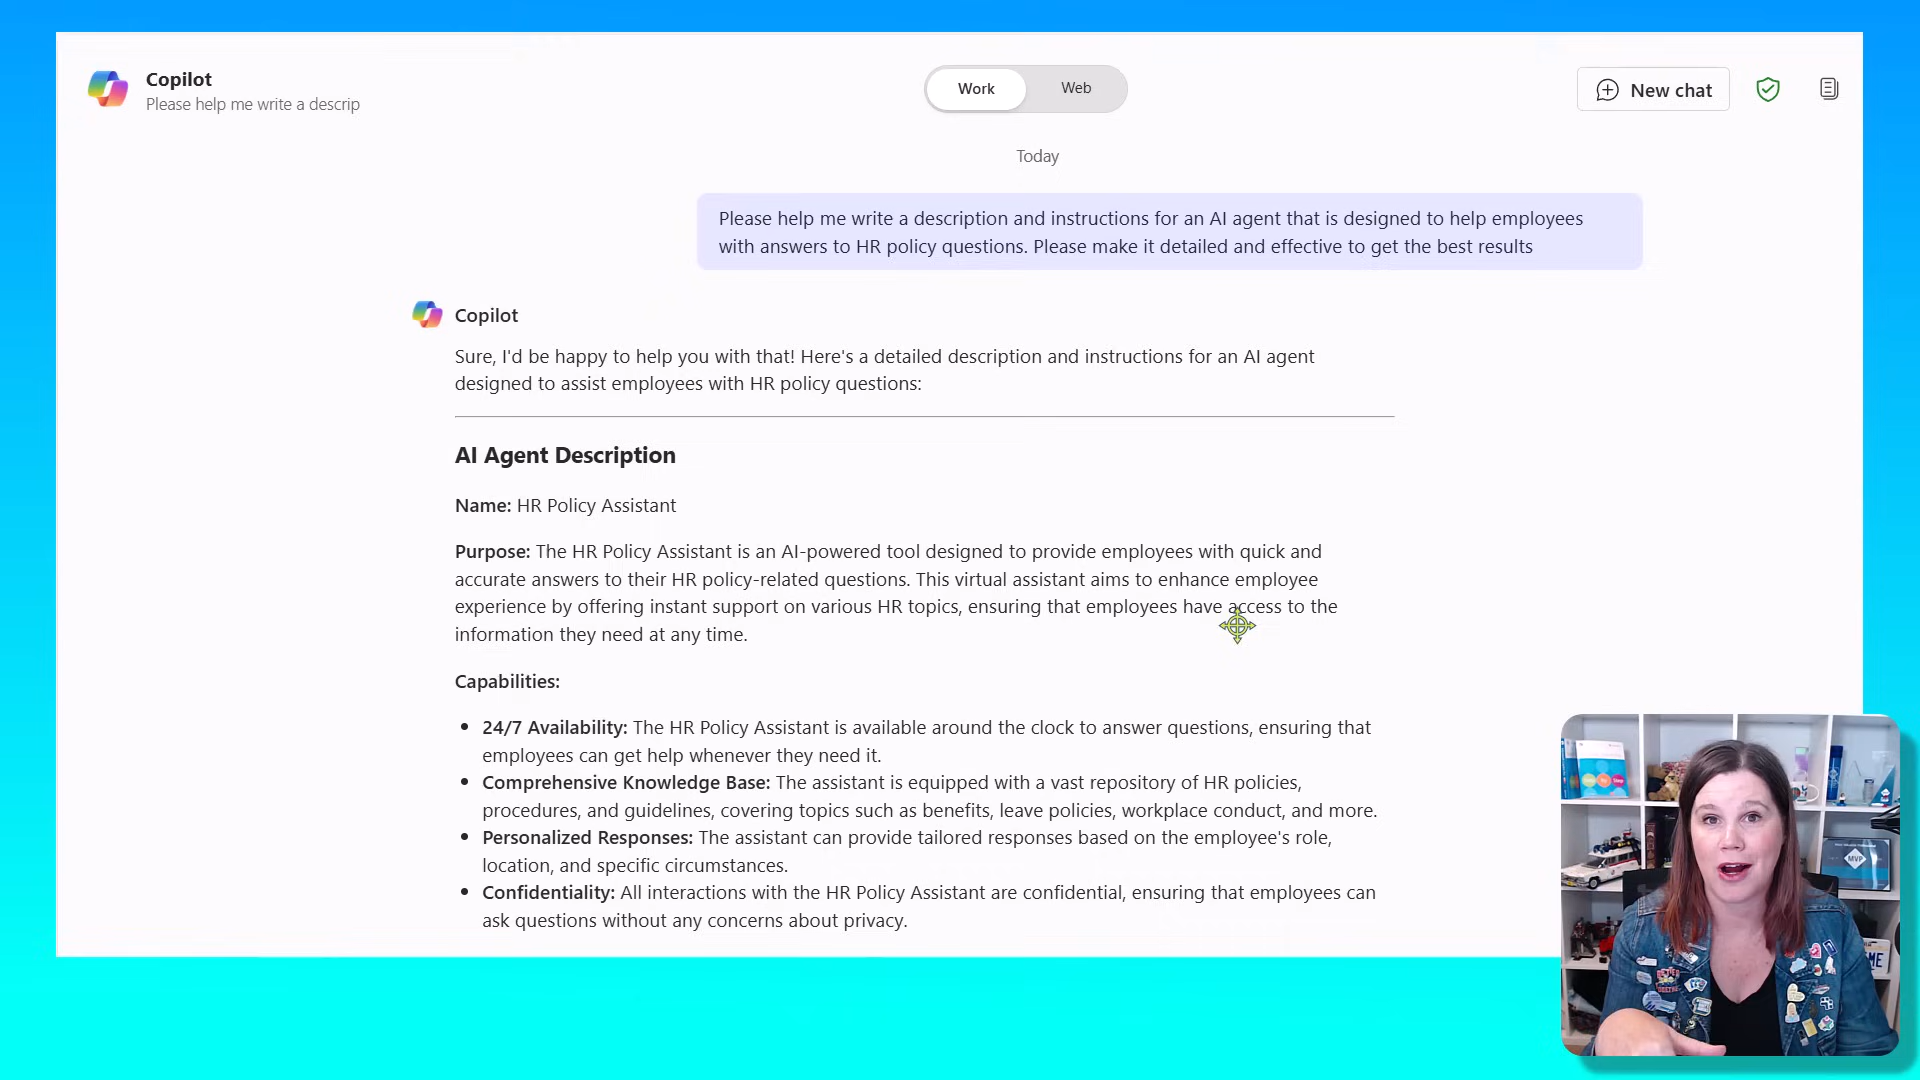 Copilot
Please help me write a descrip
Work
Web
New chat
Today
Please help me write a description and instructions for an AI agent that is designed to help employees
with answers to HR policy questions. Please make it detailed and effective to get the best results
Copilot
Sure, I'd be happy to help you with that! Here's a detailed description and instructions for an AI agent
designed to assist employees with HR policy questions:
AI Agent Description
Name: HR Policy Assistant
Purpose: The HR Policy Assistant is an AI-powered tool designed to provide employees with quick and
accurate answers to their HR policy-related questions. This virtual assistant aims to enhance employee
experience by offering instant support on various HR topics, ensuring that employees have access to the
information they need at any time.
Capabilities:
• 24/7 Availability: The HR Policy Assistant is available around the clock to answer questions, ensuring that
employees can get help whenever they need it.
• Comprehensive Knowledge Base: The assistant is equipped with a vast repository of HR policies,
procedures, and guidelines, covering topics such as benefits, leave policies, workplace conduct, and more.
• Personalized Responses: The assistant can provide tailored responses based on the employee's role,
location, and specific circumstances.
• Confidentiality: All interactions with the HR Policy Assistant are confidential, ensuring that employees can
ask questions without any concerns about privacy.
MVP